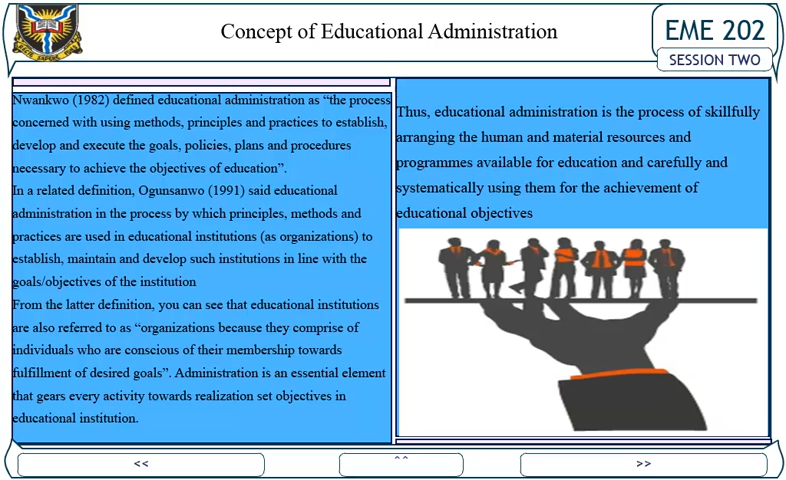 Concept of Educational Administration
EME 202
SESSION TWO
Nwankwo (1982) defined educational administration as “the process
concerned with using methods, principles and practices to establish,
develop and execute the goals, policies, plans and procedures
necessary to achieve the objectives of education”.
In a related definition, Ogunsanwo (1991) said educational
administration in the process by which principles, methods and
practices are used in educational institutions (as organizations) to
establish, maintain and develop such institutions in line with the
goals/objectives of the institution
From the latter definition, you can see that educational institutions
are also referred to as “organizations because they comprise of
individuals who are conscious of their membership towards
fulfillment of desired goals”. Administration is an essential element
that gears every activity towards realization set objectives in
educational institution.
Thus, educational administration is the process of skillfully
arranging the human and material resources and
programmes available for education and carefully and
systematically using them for the achievement of
educational objectives
<<
^^
>>